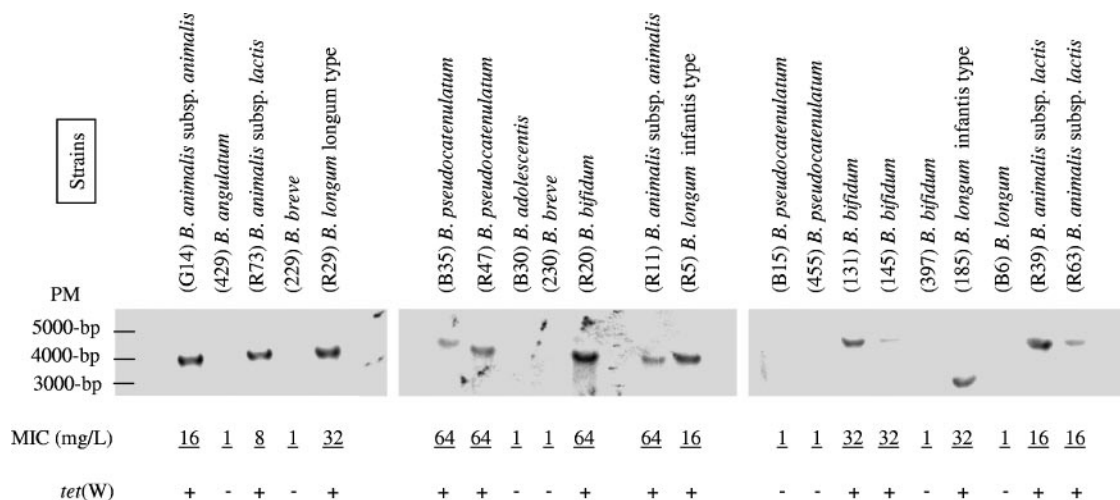 Strains
(G14) B. animalis subsp. animalis
(429) B. angulatum
(R73) B. animalis subsp. lactis
(229) B. breve
(R29) B. longum longum type
(B35) B. pseudocatenulatum
(R47) B. pseudocatenulatum
(B30) B. adolescentis
(230) B. breve
(R20) B. bifidum
(R11) B. animalis subsp. animalis
(R5) B. longum infantis type
(B15) B. pseudocatenulatum
(455) B. pseudocatenulatum
(131) B. bifidum
(145) B. bifidum
(397) B. bifidum
(185) B. longum infantis type
(B6) B. longum
(R39) B. animalis subsp. lactis
(R63) B. animalis subsp. lactis
PM
5000-bp
4000-bp
3000-bp
MIC (mg/L) 16 1 8 1 32 64 64 1 1 64 64 16 1 1 32 32 1 32 1 16 16
tet(W) + - + - + + + - - + + + - - + + - + - + +